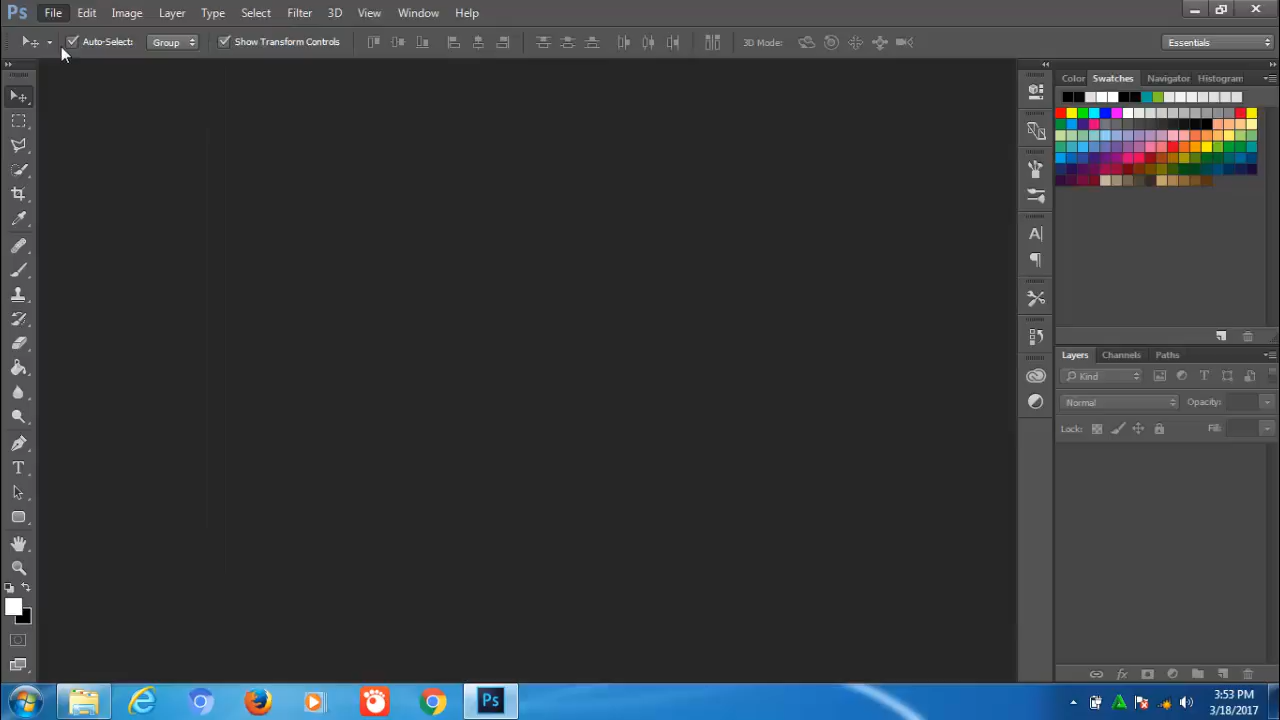 Ps File Edit Image Layer Type Select Filter 3D View Window Help
Auto-Select: Group Show Transform Controls 3D Mode: Essentials
Color Swatches Navigator Histogram
Layers Channels Paths
Kind
Normal Opacity:
Lock: Fill:
Ps
3:53 PM
3/18/2017